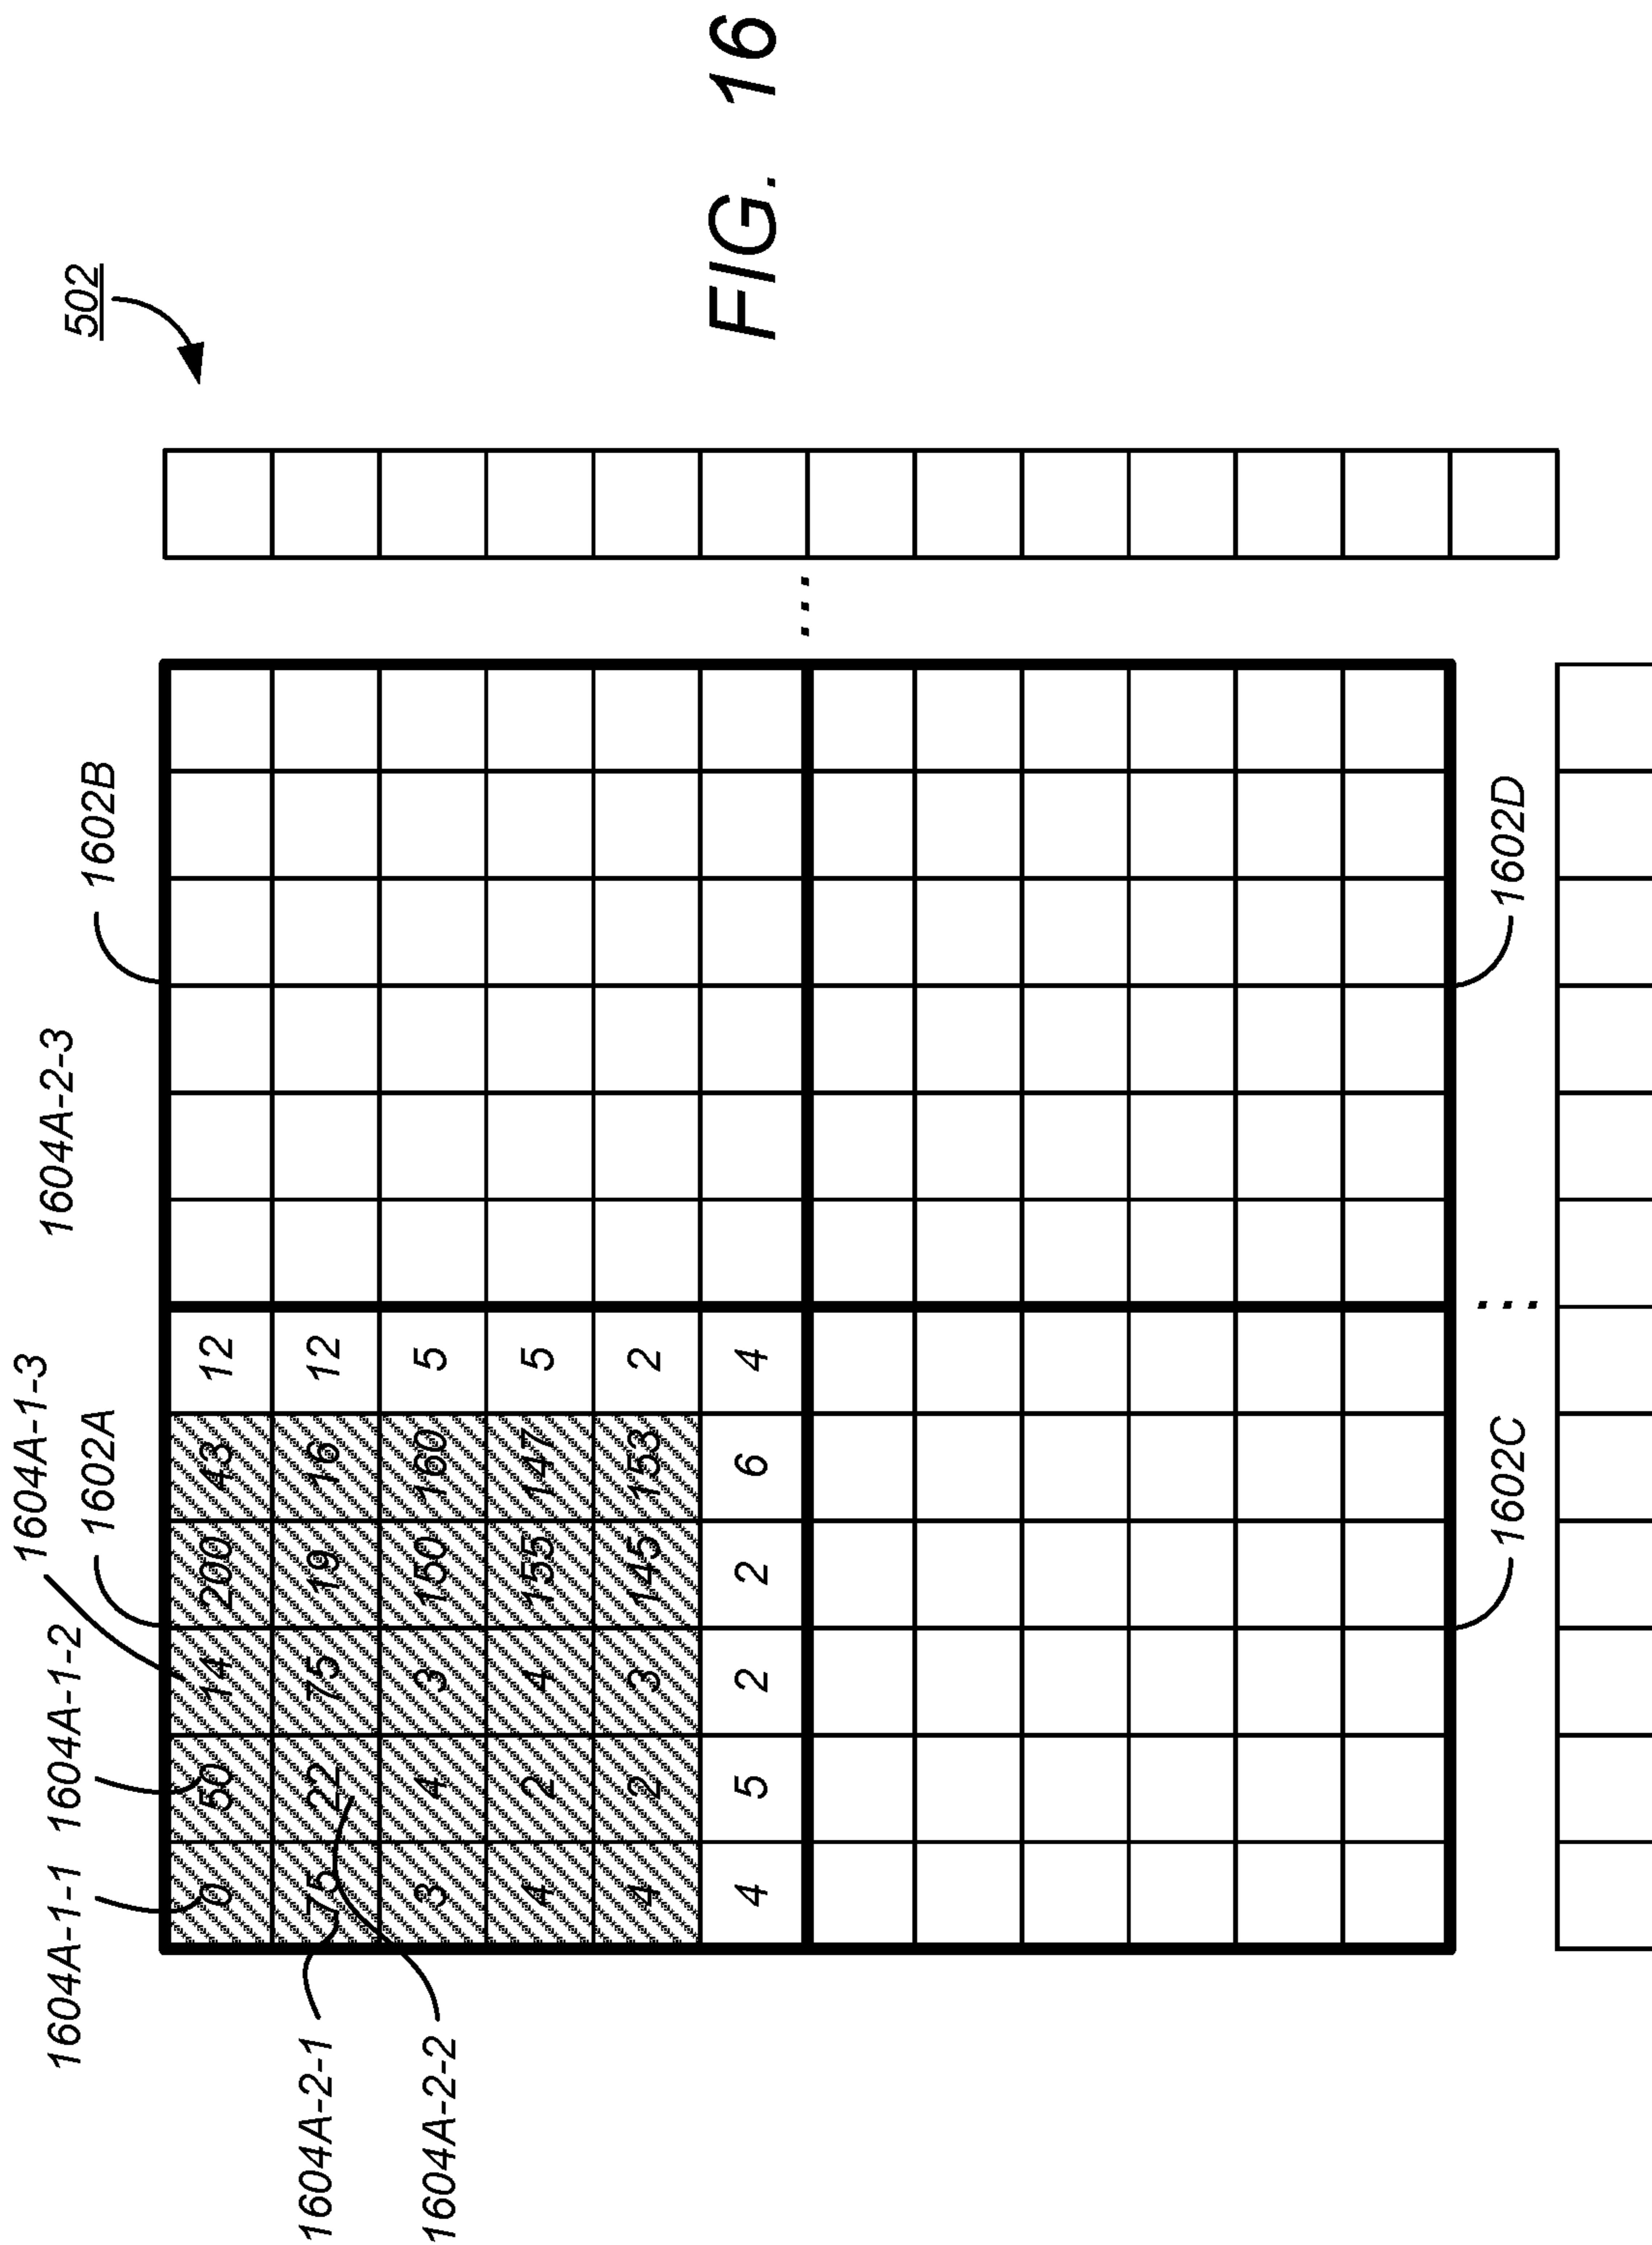 1604A-1-3
1604A-1-1 1604A-1-2 1604A-2-3
1602A 1602B 502
0 50 14 200 43 12
1604A-2-1 75 22 75 19 16 12
1604A-2-2 3 4 3 150 160 5
4 2 4 155 147 5
4 2 3 145 153 2
4 5 2 2 6 4
...
FIG. 16
1602C ... 1602D